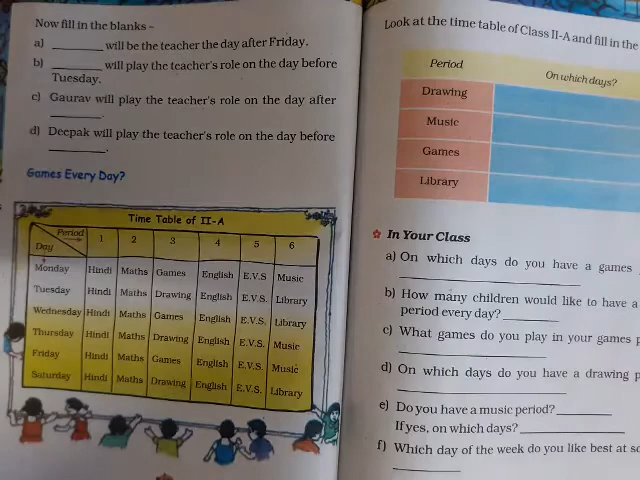 Now fill in the blanks –
a) ________ will be the teacher the day after Friday.
b) ________ will play the teacher's role on the day before
Tuesday.
c) Gaurav will play the teacher's role on the day after
________.
d) Deepak will play the teacher's role on the day before
________.
Games Every Day?
Time Table of II-A
Period 1 2 3 4 5 6
Day
Monday Hindi Maths Games English E.V.S Music
Tuesday Hindi Maths Drawing English E.V.S. Library
Wednesday Hindi Maths Games English E.V.S. Library
Thursday Hindi Maths Drawing English E.V.S. Music
Friday Hindi Maths Games English E.V.S. Music
Saturday Hindi Maths Drawing English E.V.S. Library
Look at the time table of Class II-A and fill in the
Period On which days?
Drawing
Music
Games
Library
In Your Class
a) On which days do you have a games
________
b) How many children would like to have a
period every day? ________
c) What games do you play in your games
________
d) On which days do you have a drawing
________
e) Do you have a music period? ________
If yes, on which days? ________
f) Which day of the week do you like best at
________